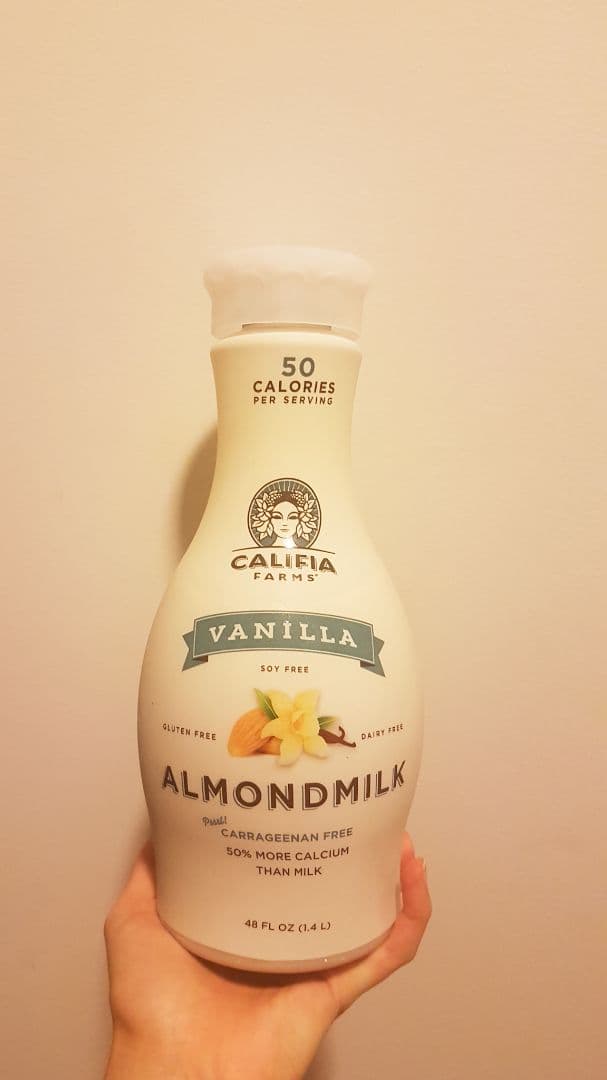 50
CALORIES
PER SERVING
CALIFIA
FARMS®
VANILLA
SOY FREE
GLUTEN FREE
DAIRY FREE
ALMONDMILK
Pssst!
CARRAGEENAN FREE
50% MORE CALCIUM
THAN MILK
48 FL OZ (1.4 L)